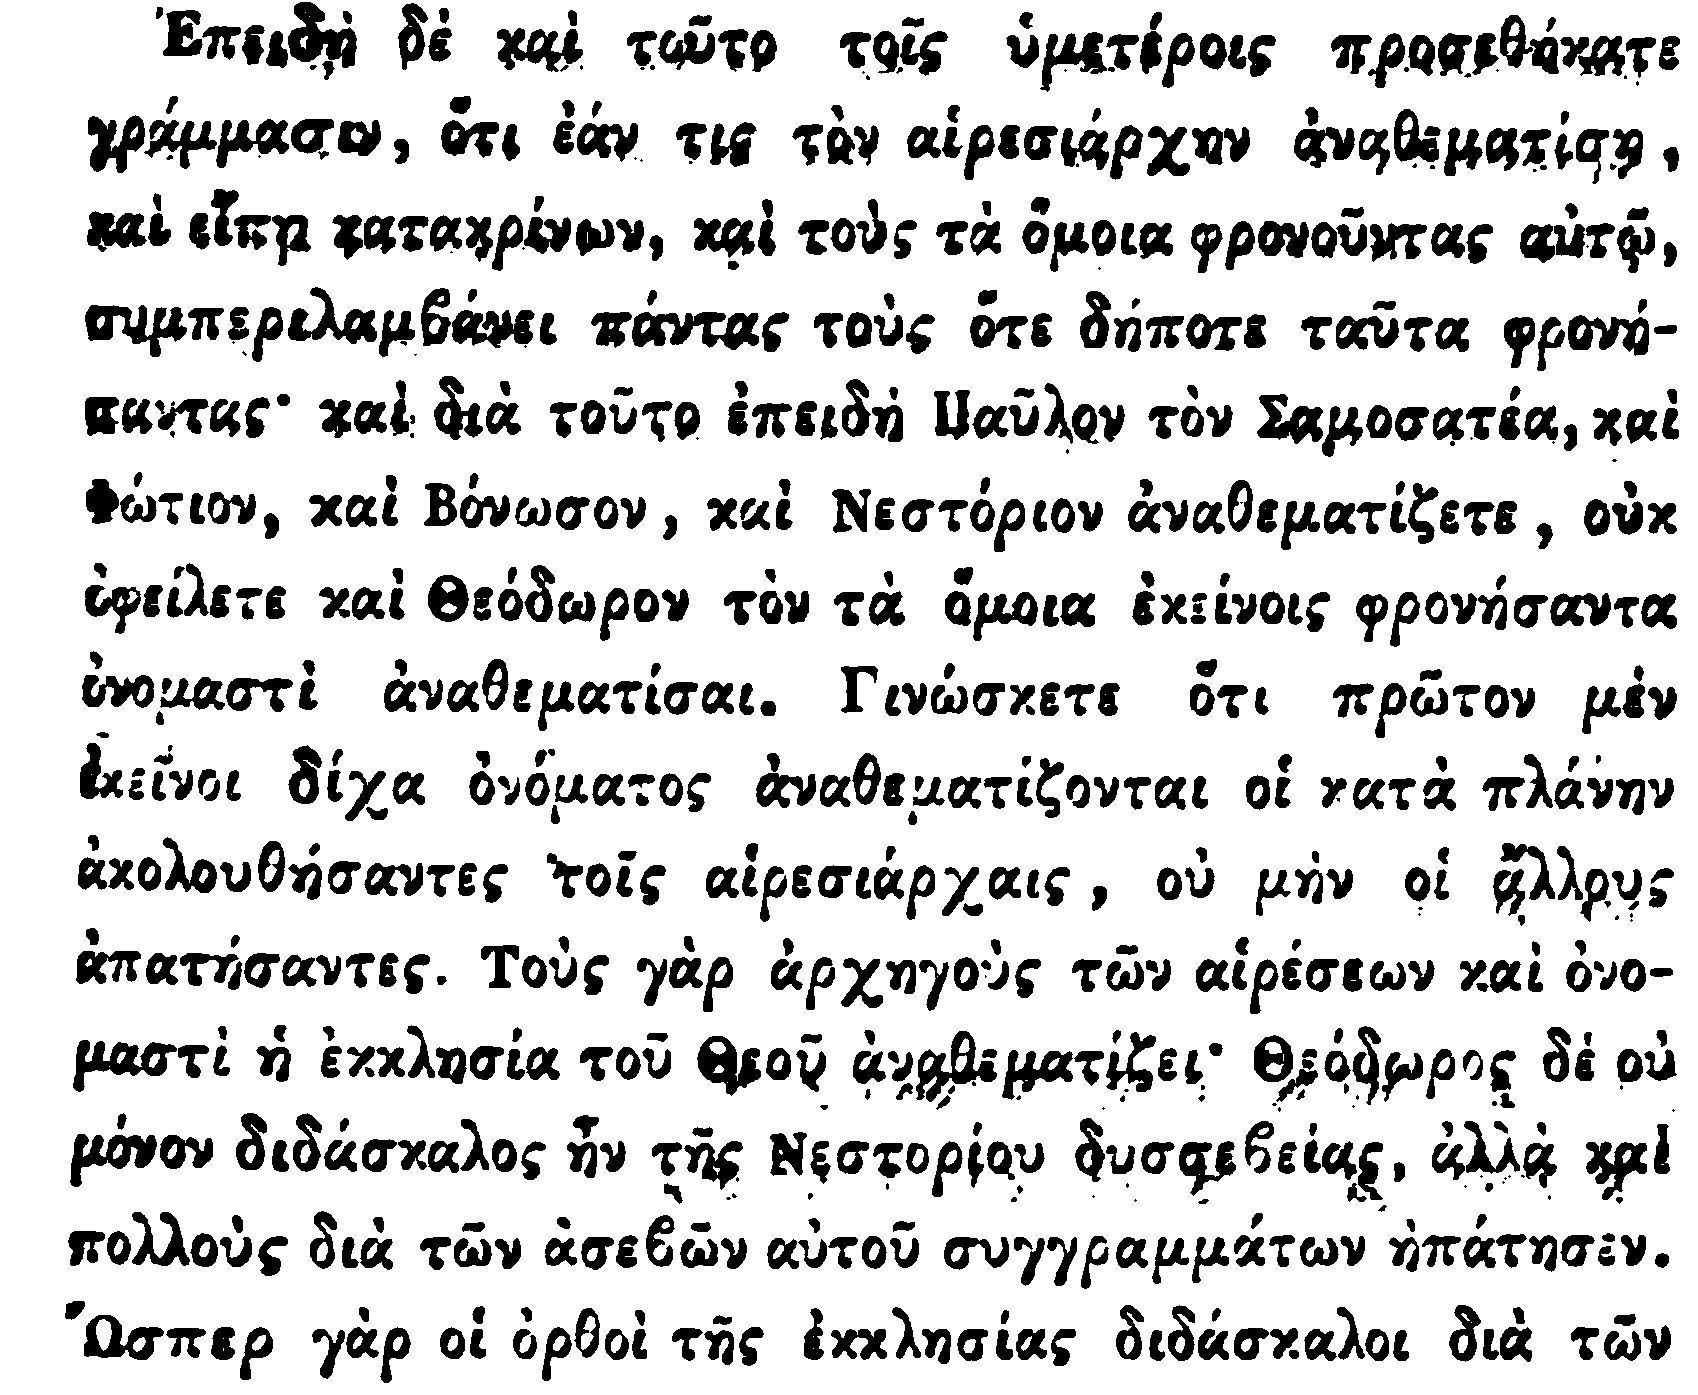 Ἐπειδὴ δὲ καὶ τοῦτο τοῖς ὑμετέροις προσεθήκατε
γράμμασιν, ὅτι ἐάν τις τὸν αἱρεσιάρχην ἀναθεματίσῃ,
καὶ εἴπῃ κατακρίνων, καὶ τοὺς τὰ ὅμοια φρονοῦντας αὐτῷ,
συμπεριλαμβάνει πάντας τοὺς ὅτε δήποτε ταῦτα φρονή-
σαντας· καὶ διὰ τοῦτο ἐπειδὴ Παῦλον τὸν Σαμοσατέα, καὶ
Φώτιον, καὶ Βόνωσον, καὶ Νεστόριον ἀναθεματίζετε, οὐκ
ὀφείλετε καὶ Θεόδωρον τὸν τὰ ὅμοια ἐκείνοις φρονήσαντα
ὀνομαστὶ ἀναθεματίσαι. Γινώσκετε ὅτι πρῶτον μὲν
ἐκεῖνοι δίχα ὀνόματος ἀναθεματίζονται οἱ κατὰ πλάνην
ἀκολουθήσαντες τοῖς αἱρεσιάρχαις, οὐ μὴν οἱ ἄλλους
ἀπατήσαντες. Τοὺς γὰρ ἀρχηγοὺς τῶν αἱρέσεων καὶ ὀνο-
μαστὶ ἡ ἐκκλησία τοῦ Θεοῦ ἀναθεματίζει· Θεόδωρος δὲ οὐ
μόνον διδάσκαλος ἦν τῆς Νεστορίου δυσσεβείας, ἀλλὰ καὶ
πολλοὺς διὰ τῶν ἀσεβῶν αὐτοῦ συγγραμμάτων ἠπάτησεν.
Ὥσπερ γὰρ οἱ ὀρθοὶ τῆς ἐκκλησίας διδάσκαλοι διὰ τῶν